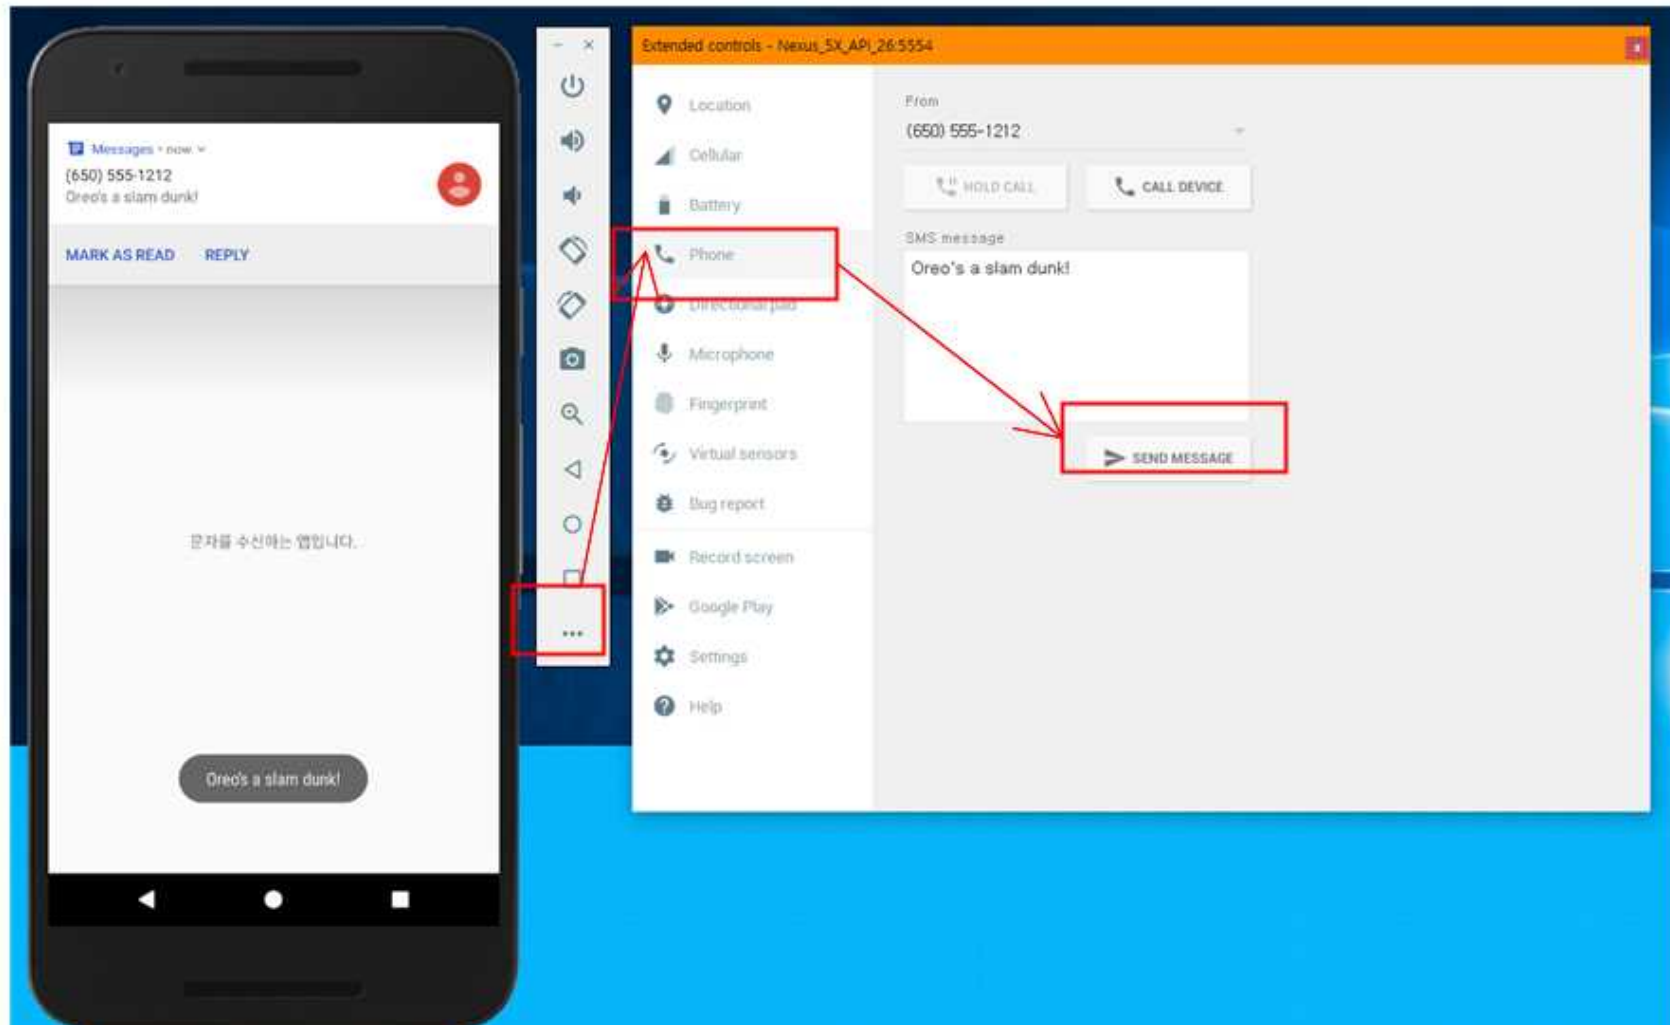 Messages • now
(650) 555-1212
Oreo's a slam dunk!
MARK AS READ REPLY
문자를 수신하는 앱입니다.
Oreo's a slam dunk!
Extended controls - Nexus_5X_API_26:5554
Location
Cellular
Battery
Phone
Directional pad
Microphone
Fingerprint
Virtual sensors
Bug report
Record screen
Google Play
Settings
Help
From
(650) 555-1212
HOLD CALL CALL DEVICE
SMS message
Oreo's a slam dunk!
SEND MESSAGE